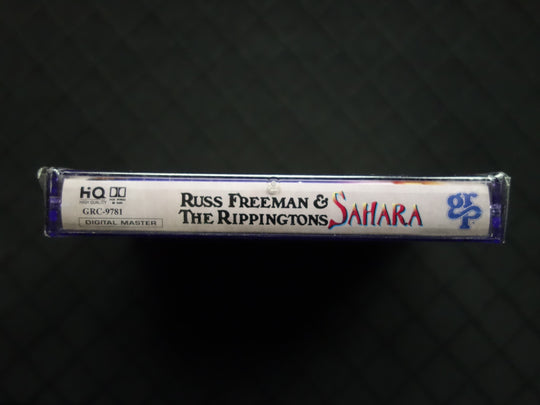 HQ
HIGH QUALITY
GRC-9781
DIGITAL MASTER
RUSS FREEMAN &
THE RIPPINGTONS
SAHARA
grp